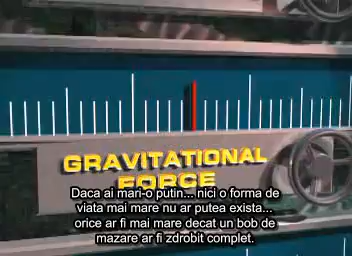 GRAVITATIONAL
FORCE
Daca ai mari-o putin... nici o forma de
viata mai mare nu ar putea exista...
orice ar fi mai mare decat un bob de
mazare ar fi zdrobit complet.